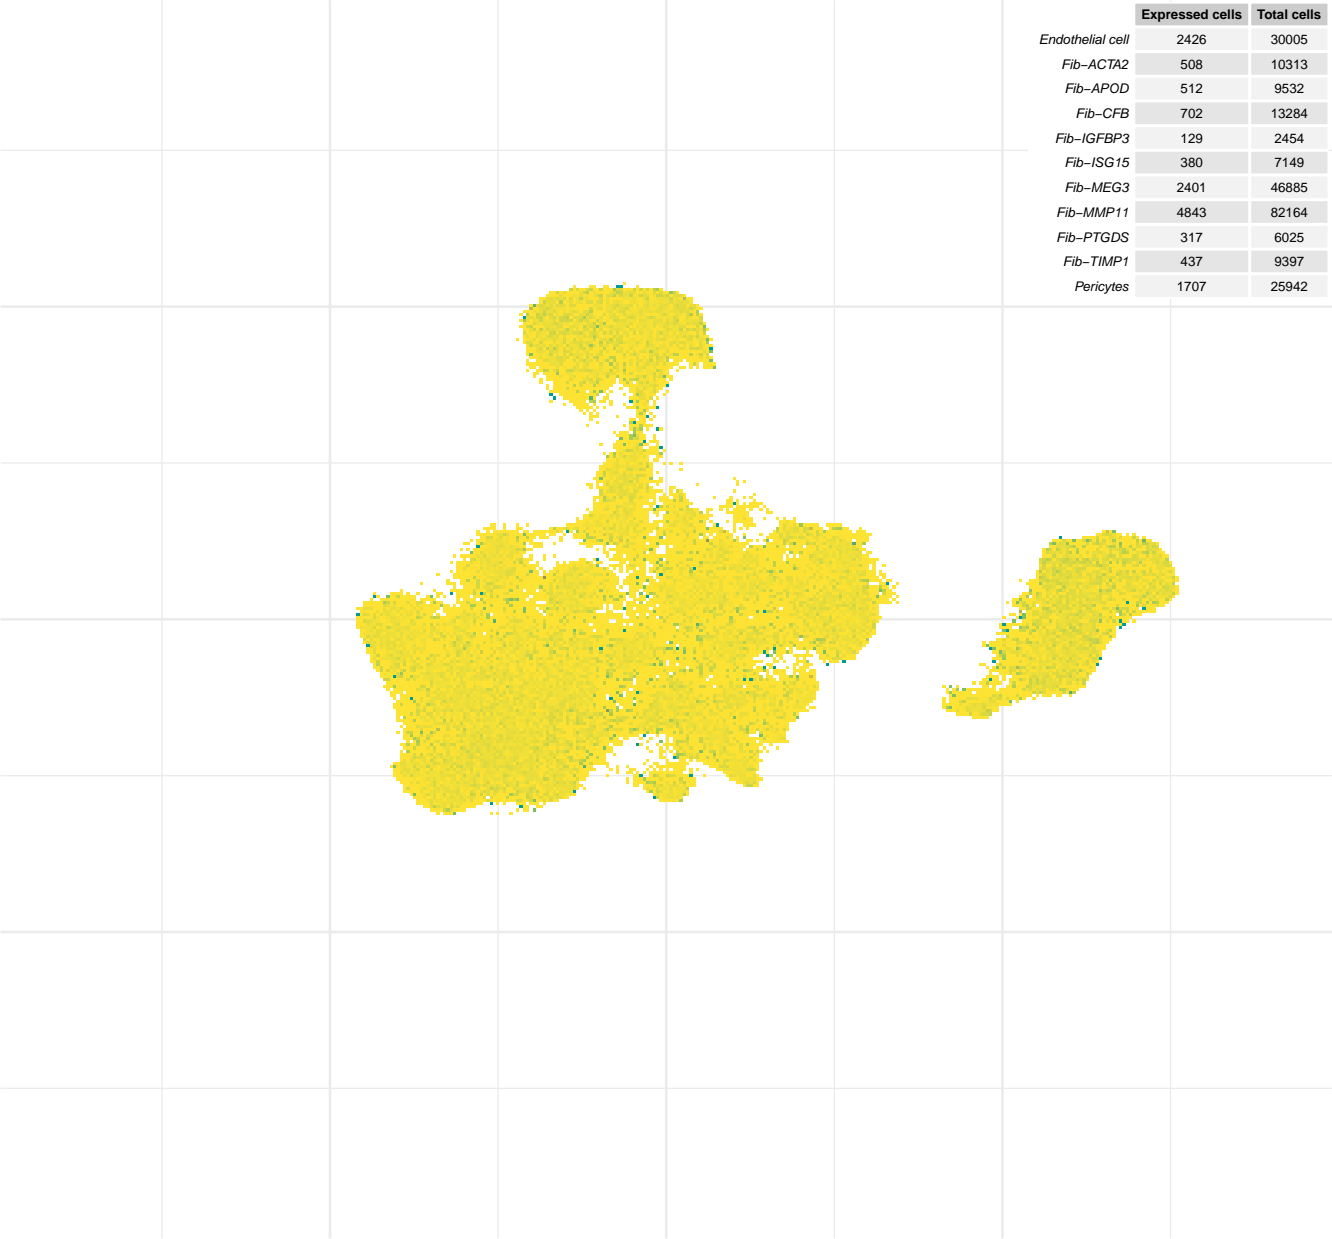 Expressed cells Total cells
Endothelial cell 2426 30005
Fib−ACTA2 508 10313
Fib−APOD 512 9532
Fib−CFB 702 13284
Fib−IGFBP3 129 2454
Fib−ISG15 380 7149
Fib−MEG3 2401 46885
Fib−MMP11 4843 82164
Fib−PTGDS 317 6025
Fib−TIMP1 437 9397
Pericytes 1707 25942